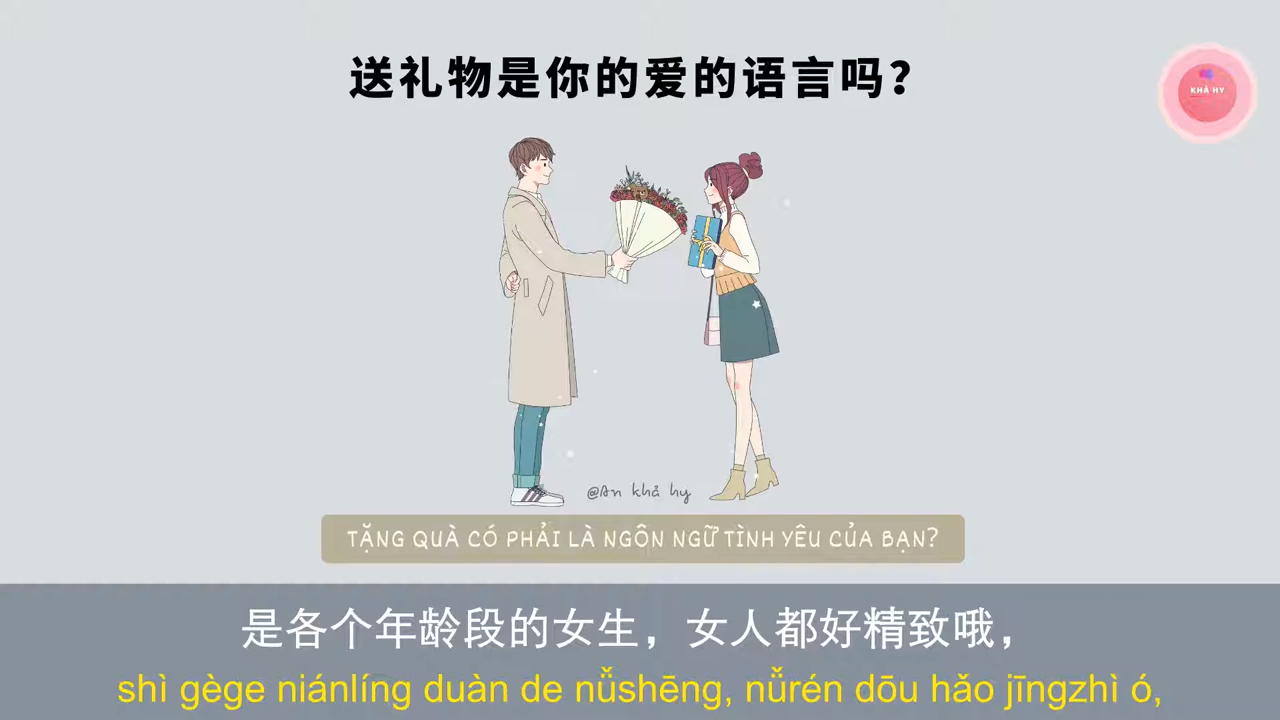 送礼物是你的爱的语言吗？
KHẢ HY
@An khả hy
TẶNG QUÀ CÓ PHẢI LÀ NGÔN NGỮ TÌNH YÊU CỦA BẠN?
是各个年龄段的女生，女人都好精致哦，
shì gège niánlíng duàn de nǚshēng, nǚrén dōu hǎo jīngzhì ó,